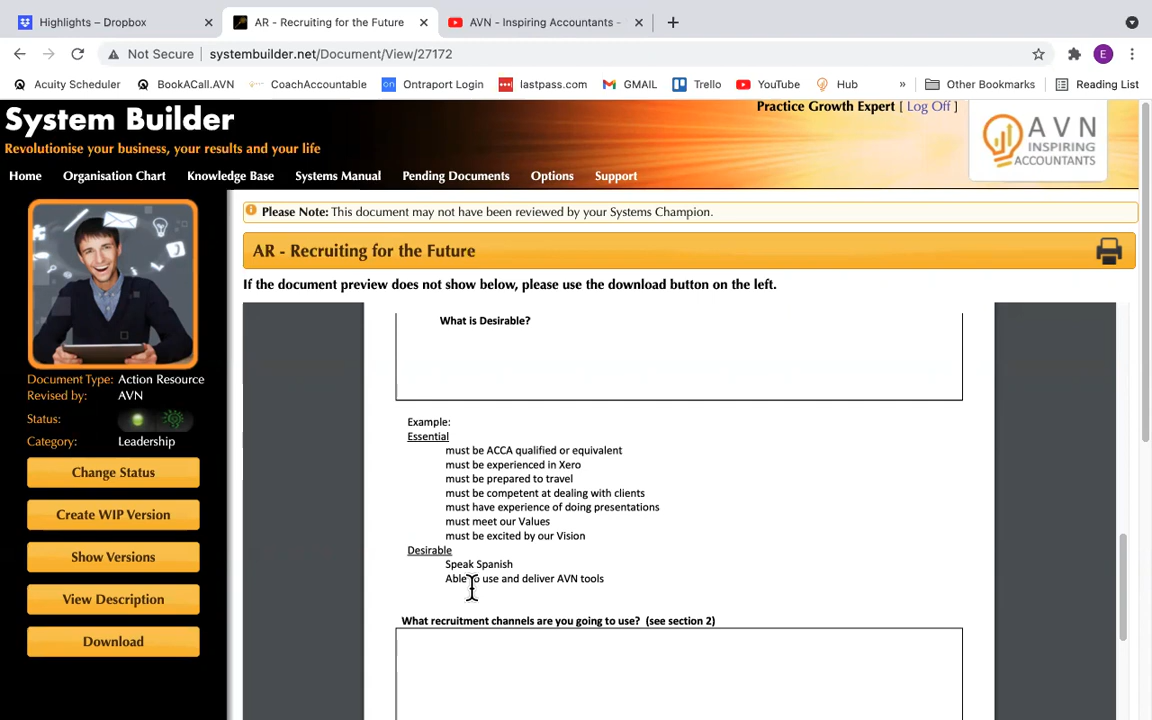 Highlights – Dropbox
AR - Recruiting for the Future
AVN - Inspiring Accountants -
Not Secure
systembuilder.net/Document/View/27172
E
Acuity Scheduler
BookACall.AVN
CoachAccountable
on
Ontraport Login
lastpass.com
GMAIL
Trello
YouTube
Hub
»
Other Bookmarks
Reading List
System Builder
Revolutionise your business, your results and your life
Practice Growth Expert [ Log Off ]
AVN
INSPIRING
ACCOUNTANTS
Home
Organisation Chart
Knowledge Base
Systems Manual
Pending Documents
Options
Support
Please Note: This document may not have been reviewed by your Systems Champion.
AR - Recruiting for the Future
If the document preview does not show below, please use the download button on the left.
Document Type: Action Resource
Revised by: AVN
Status:
Category: Leadership
Change Status
Create WIP Version
Show Versions
View Description
Download
What is Desirable?
Example:
Essential
must be ACCA qualified or equivalent
must be experienced in Xero
must be prepared to travel
must be competent at dealing with clients
must have experience of doing presentations
must meet our Values
must be excited by our Vision
Desirable
Speak Spanish
Able to use and deliver AVN tools
What recruitment channels are you going to use? (see section 2)